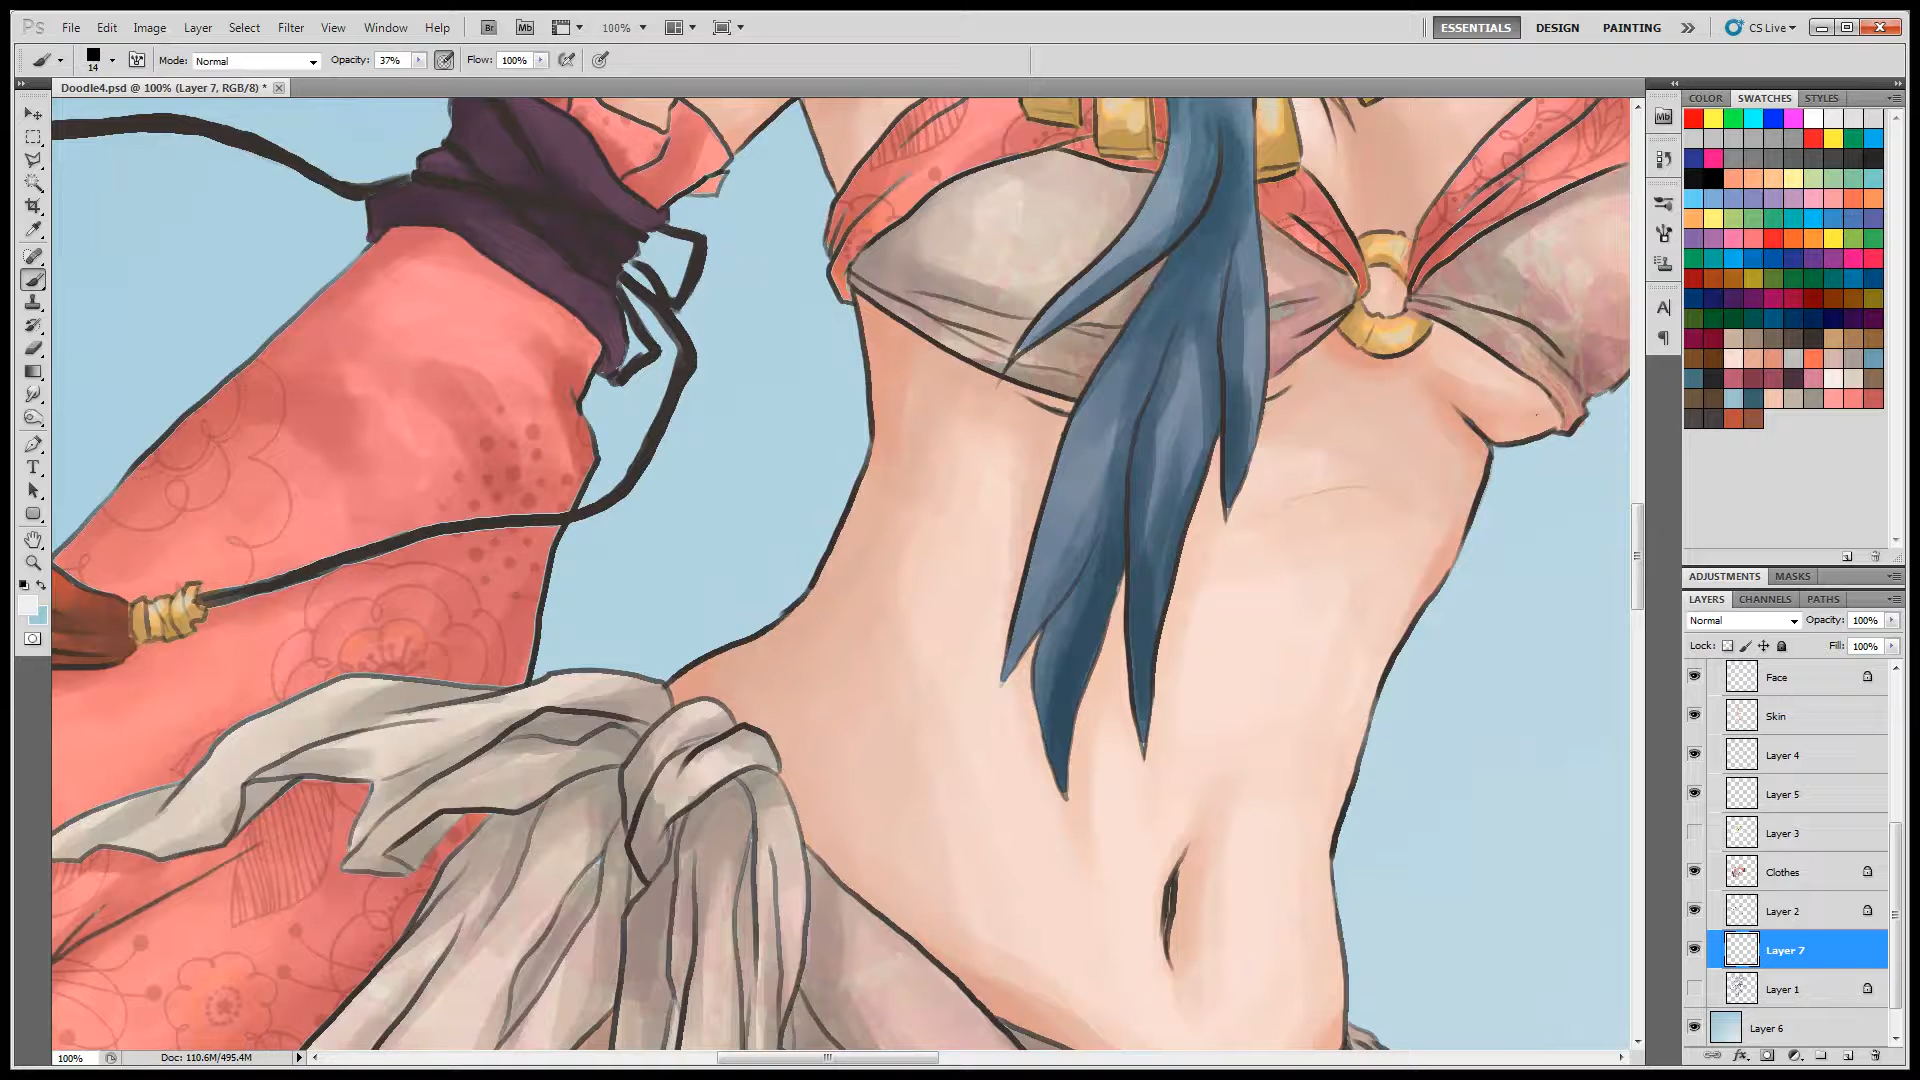 Ps File Edit Image Layer Select Filter View Window Help Br Mb 100% ESSENTIALS DESIGN PAINTING CS Live
14 Mode: Normal Opacity: 37% Flow: 100%
Doodle4.psd @ 100% (Layer 7, RGB/8) *
COLOR SWATCHES STYLES
Mb
A
T
ADJUSTMENTS MASKS
LAYERS CHANNELS PATHS
Normal Opacity: 100%
Lock: Fill: 100%
Face
Skin
Layer 4
Layer 5
Layer 3
Clothes
Layer 2
Layer 7
Layer 1
Layer 6
100% Doc: 110.6M/495.4M
fx